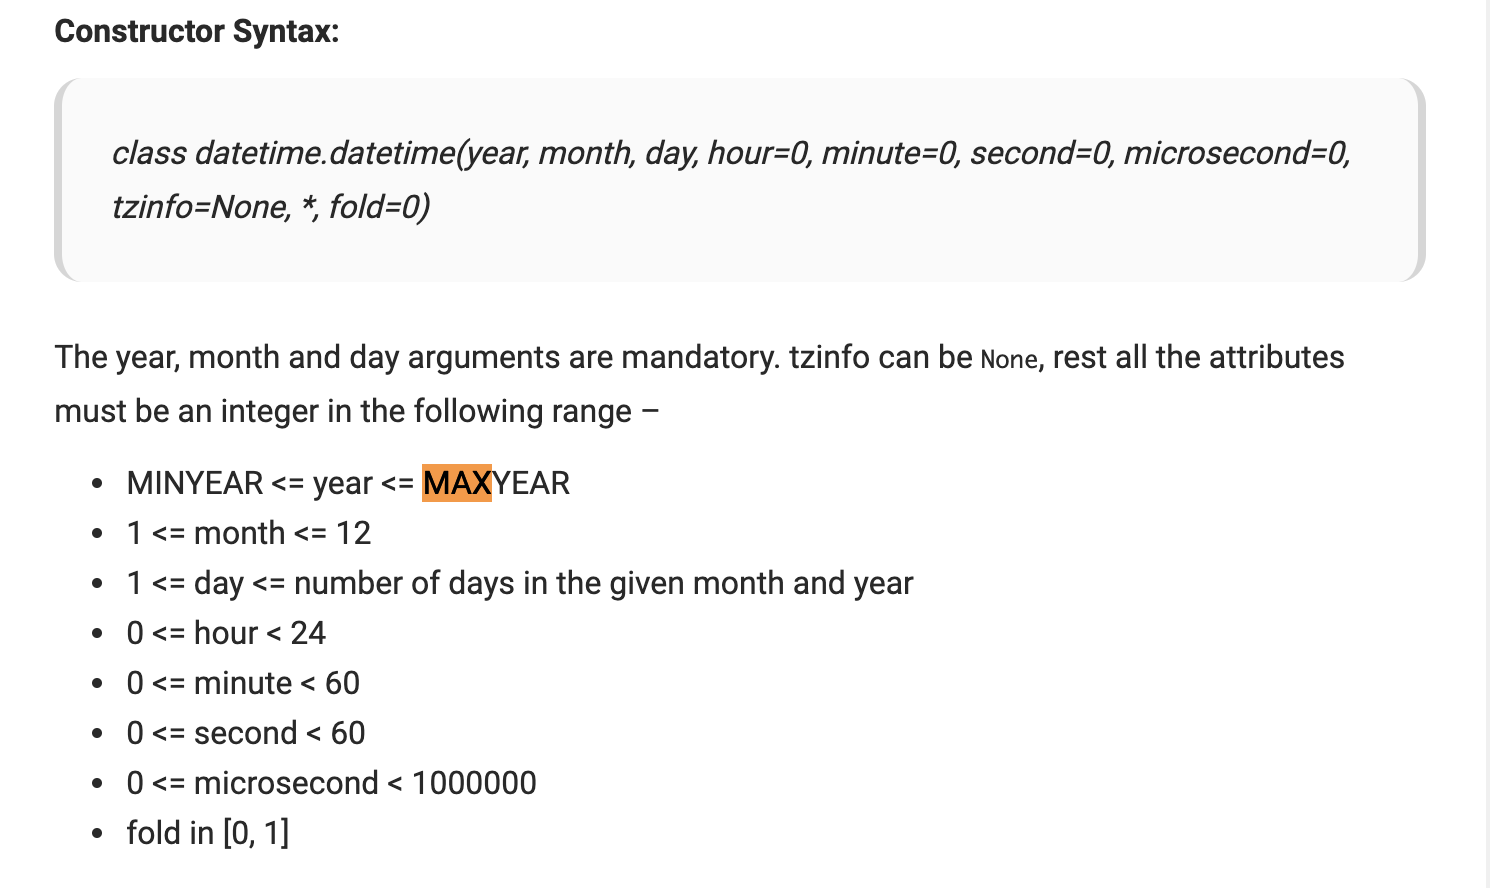 Constructor Syntax:
class datetime.datetime(year, month, day, hour=0, minute=0, second=0, microsecond=0,
tzinfo=None, *, fold=0)
The year, month and day arguments are mandatory. tzinfo can be None, rest all the attributes
must be an integer in the following range –
• MINYEAR <= year <= MAXYEAR
• 1 <= month <= 12
• 1 <= day <= number of days in the given month and year
• 0 <= hour < 24
• 0 <= minute < 60
• 0 <= second < 60
• 0 <= microsecond < 1000000
• fold in [0, 1]